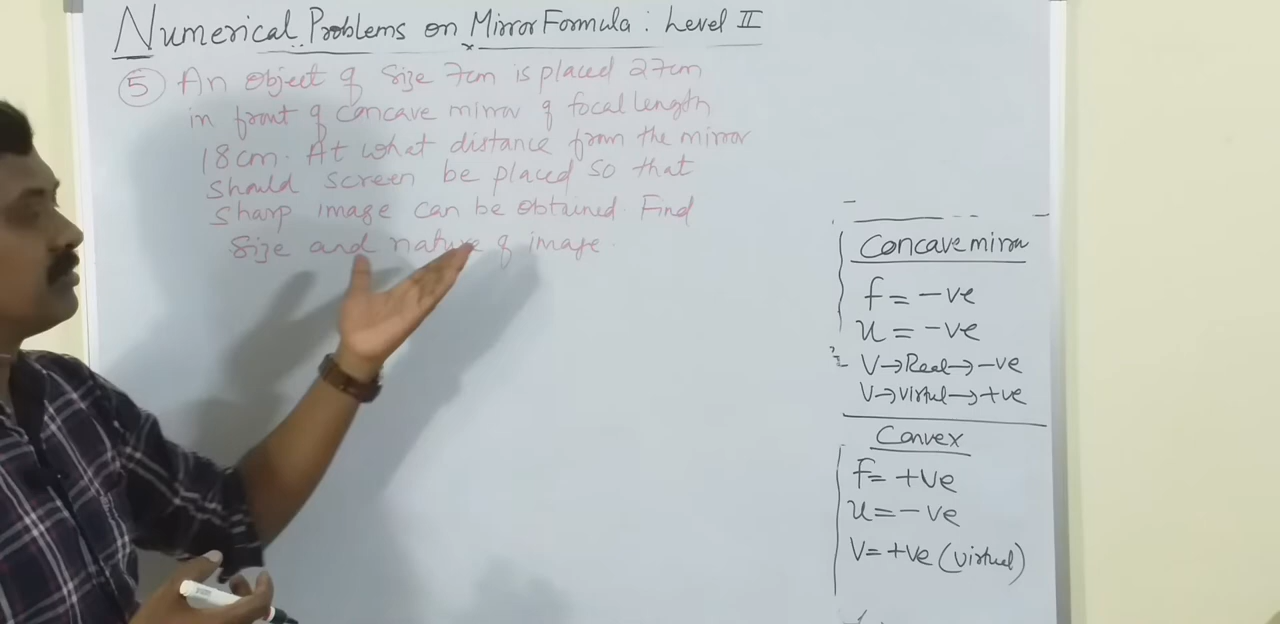 Numerical Problems on Mirror Formula : Level II
5 An object of size 7cm is placed 27cm
in front of concave mirror of focal length
18cm. At what distance from the mirror
should screen be placed so that
sharp image can be obtained. Find
size and nature of image.
Concave mirror
f = -ve
u = -ve
V→Real→-ve
V→virtul→+ve
Convex
f= +ve
u=-ve
V=+ve (virtual)